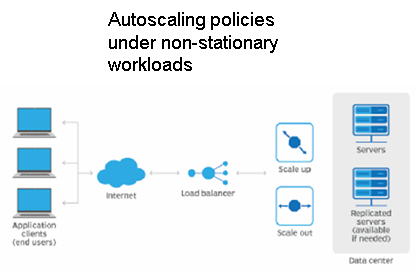 Autoscaling policies
under non-stationary
workloads
Application
clients
(end users)
Internet
Load balancer
Scale up
Scale out
Servers
Replicated
servers
(available
if needed)
Data center